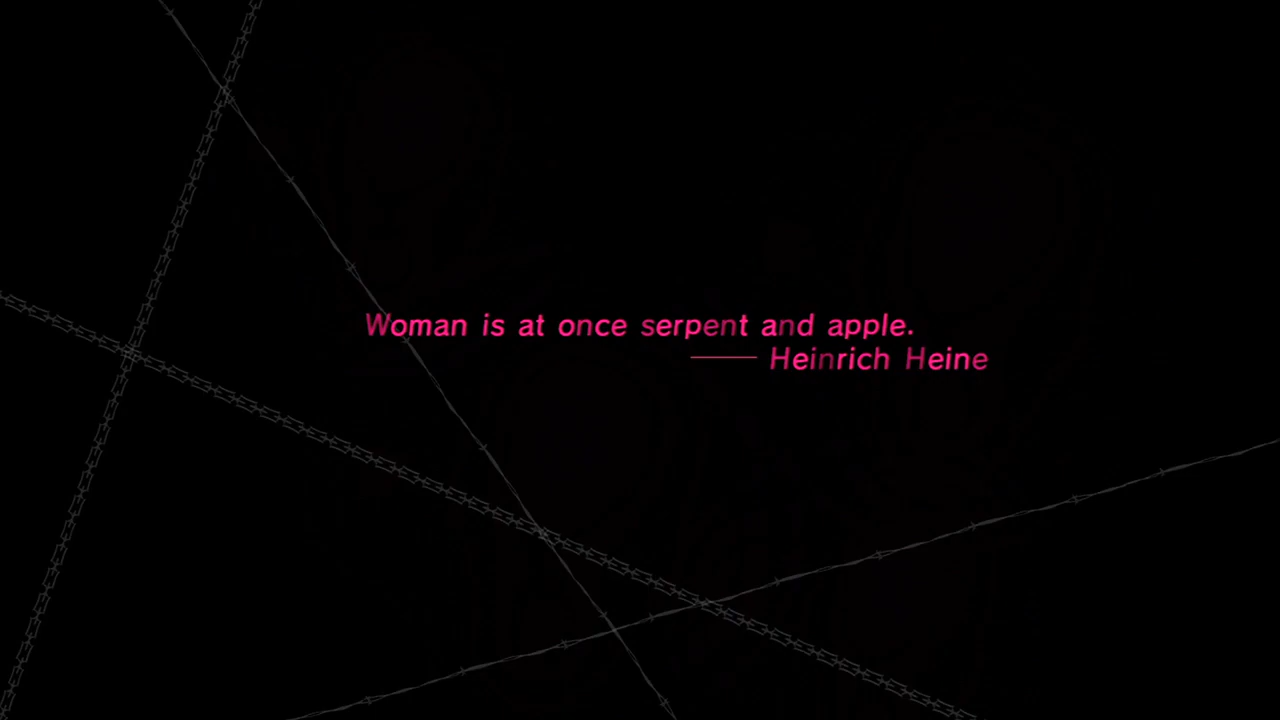 Woman is at once serpent and apple.
—— Heinrich Heine